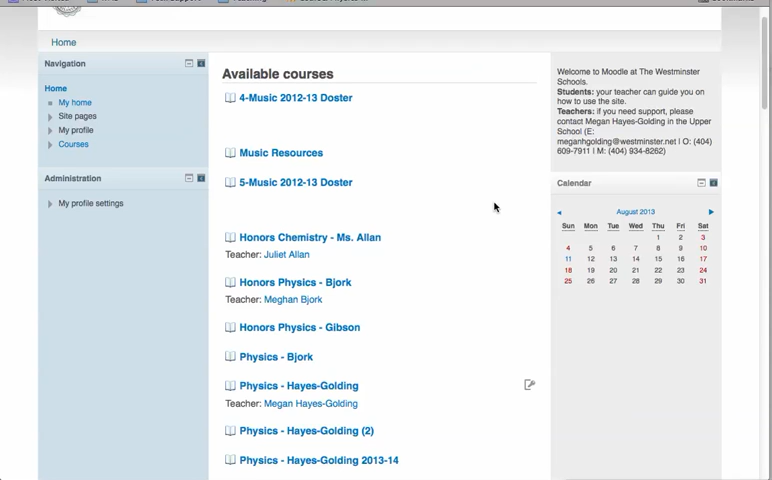 Home
Navigation
Home
My home
Site pages
My profile
Courses
Administration
My profile settings
Available courses
4-Music 2012-13 Doster
Music Resources
5-Music 2012-13 Doster
Honors Chemistry - Ms. Allan
Teacher: Juliet Allan
Honors Physics - Bjork
Teacher: Meghan Bjork
Honors Physics - Gibson
Physics - Bjork
Physics - Hayes-Golding
Teacher: Megan Hayes-Golding
Physics - Hayes-Golding (2)
Physics - Hayes-Golding 2013-14
Welcome to Moodle at The Westminster
Schools.
Students: your teacher can guide you on
how to use the site.
Teachers: if you need support, please
contact Megan Hayes-Golding in the Upper
School (E:
meganhgolding@westminster.net | O: (404)
609-7911 | M: (404) 934-8262)
Calendar
◄ August 2013 ►
Sun Mon Tue Wed Thu Fri Sat
1 2 3
4 5 6 7 8 9 10
11 12 13 14 15 16 17
18 19 20 21 22 23 24
25 26 27 28 29 30 31